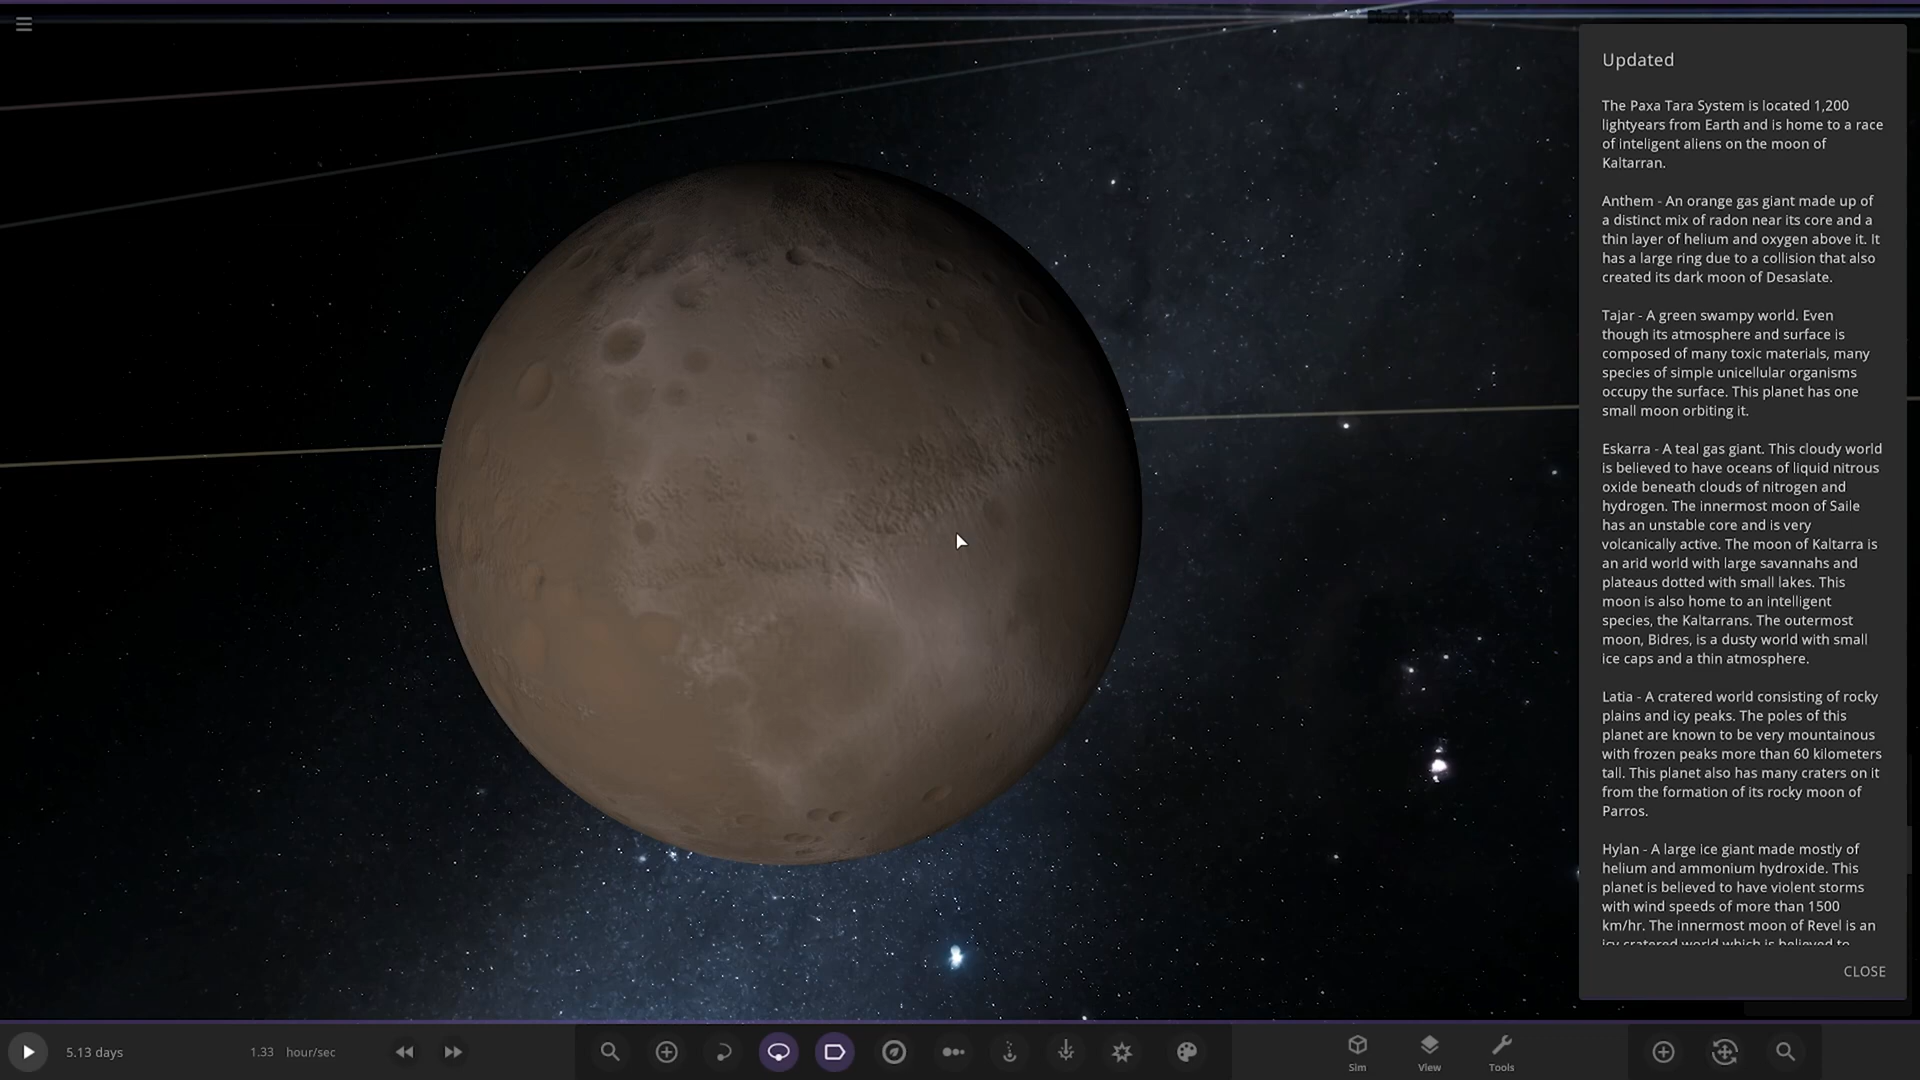 Updated
The Paxa Tara System is located 1,200
lightyears from Earth and is home to a race
of inteligent aliens on the moon of
Kaltarran.
Anthem - An orange gas giant made up of
a distinct mix of radon near its core and a
thin layer of helium and oxygen above it. It
has a large ring due to a collision that also
created its dark moon of Desaslate.
Tajar - A green swampy world. Even
though its atmosphere and surface is
composed of many toxic materials, many
species of simple unicellular organisms
occupy the surface. This planet has one
small moon orbiting it.
Eskarra - A teal gas giant. This cloudy world
is believed to have oceans of liquid nitrous
oxide beneath clouds of nitrogen and
hydrogen. The innermost moon of Saile
has an unstable core and is very
volcanically active. The moon of Kaltarra is
an arid world with large savannahs and
plateaus dotted with small lakes. This
moon is also home to an intelligent
species, the Kaltarrans. The outermost
moon, Bidres, is a dusty world with small
ice caps and a thin atmosphere.
Latia - A cratered world consisting of rocky
plains and icy peaks. The poles of this
planet are known to be very mountainous
with frozen peaks more than 60 kilometers
tall. This planet also has many craters on it
from the formation of its rocky moon of
Parros.
Hylan - A large ice giant made mostly of
helium and ammonium hydroxide. This
planet is believed to have violent storms
with wind speeds of more than 1500
km/hr. The innermost moon of Revel is an
icy cratered world which is believed to
CLOSE
5.13 days
1.33 hour/sec
Sim
View
Tools